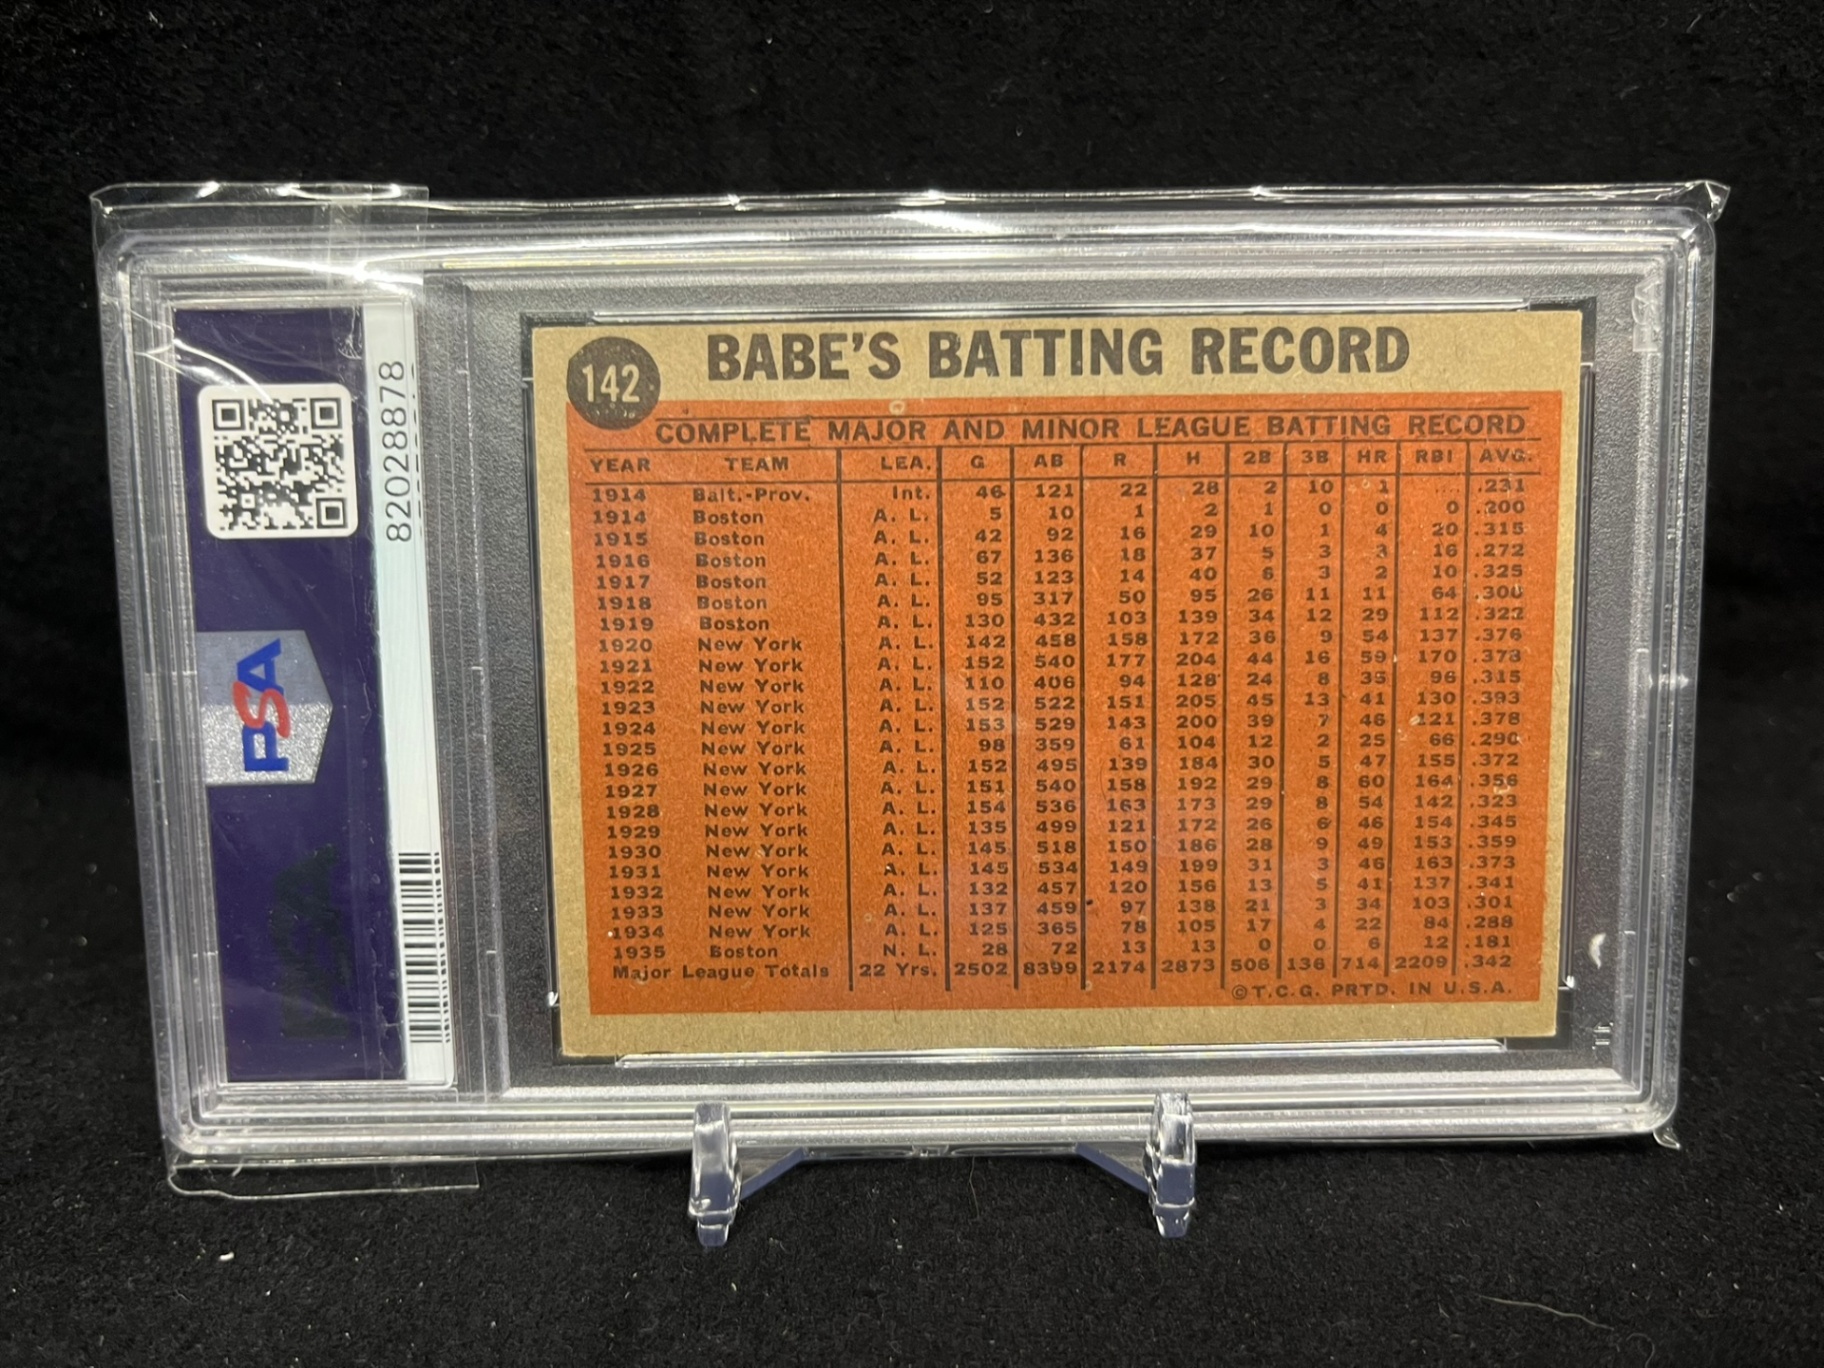 82028878
PSA
142
BABE'S BATTING RECORD
COMPLETE MAJOR AND MINOR LEAGUE BATTING RECORD
YEAR TEAM LEA. G AB R H 2B 3B HR RBI AVG.
1914 Balt.-Prov. Int. 46 121 22 28 2 10 1 ... .231
1914 Boston A. L. 5 10 1 2 1 0 0 0 .200
1915 Boston A. L. 42 92 16 29 10 1 4 20 .315
1916 Boston A. L. 67 136 18 37 5 3 3 16 .272
1917 Boston A. L. 52 123 14 40 6 3 2 10 .325
1918 Boston A. L. 95 317 50 95 26 11 11 64 .300
1919 Boston A. L. 130 432 103 139 34 12 29 112 .322
1920 New York A. L. 142 458 158 172 36 9 54 137 .376
1921 New York A. L. 152 540 177 204 44 16 59 170 .378
1922 New York A. L. 110 406 94 128 24 8 35 96 .315
1923 New York A. L. 152 522 151 205 45 13 41 130 .393
1924 New York A. L. 153 529 143 200 39 7 46 121 .378
1925 New York A. L. 98 359 61 104 12 2 25 66 .290
1926 New York A. L. 152 495 139 184 30 5 47 155 .372
1927 New York A. L. 151 540 158 192 29 8 60 164 .356
1928 New York A. L. 154 536 163 173 29 8 54 142 .323
1929 New York A. L. 135 499 121 172 26 6 46 154 .345
1930 New York A. L. 145 518 150 186 28 9 49 153 .359
1931 New York A. L. 145 534 149 199 31 3 46 163 .373
1932 New York A. L. 132 457 120 156 13 5 41 137 .341
1933 New York A. L. 137 459 97 138 21 3 34 103 .301
1934 New York A. L. 125 365 78 105 17 4 22 84 .288
1935 Boston N. L. 28 72 13 13 0 0 6 12 .181
Major League Totals 22 Yrs. 2502 8399 2174 2873 506 136 714 2209 .342
©T.C.G. PRTD. IN U.S.A.